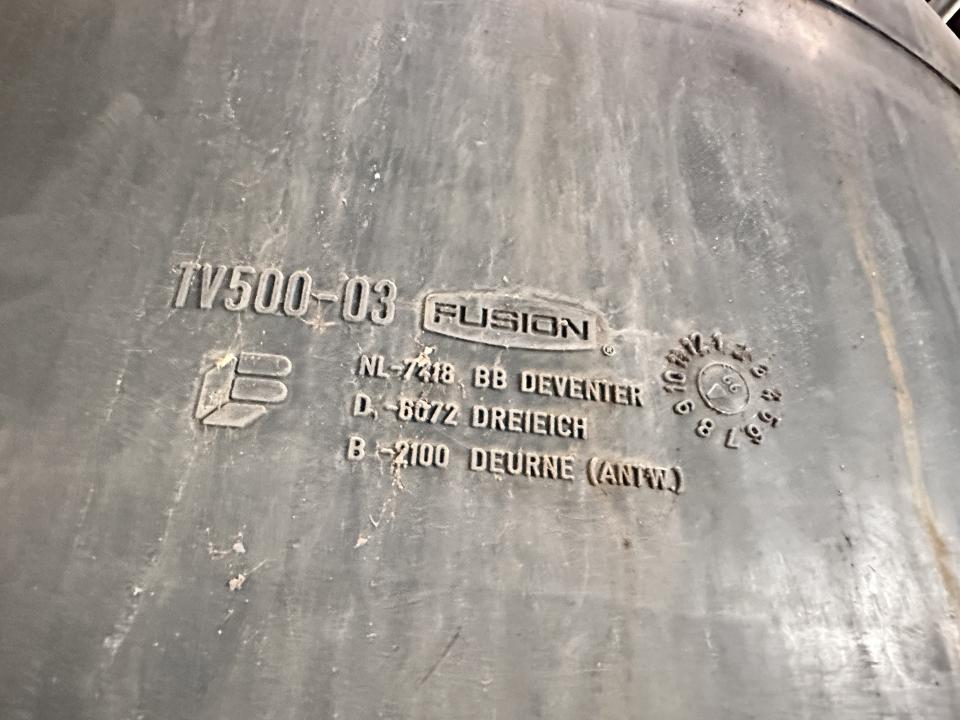 TV500-03
FUSION ®
NL-7418 BB DEVENTER
D -6072 DREIEICH
B -2100 DEURNE (ANTW.)